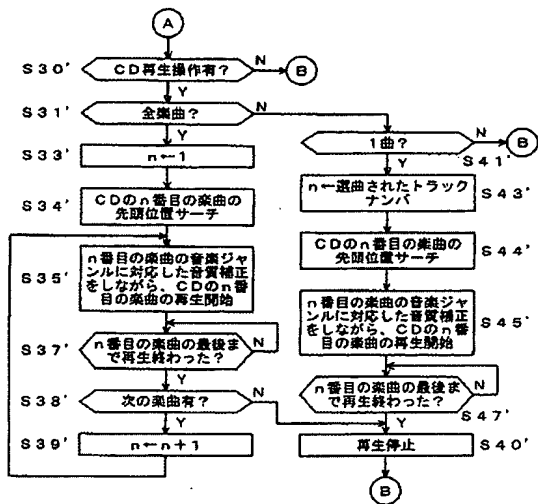 A
S30'
CD再生操作有?
N
B
Y
S31'
全楽曲?
N
Y
S33'
n←1
S34'
CDのn番目の楽曲の
先頭位置サーチ
S35'
n番目の楽曲の音楽ジャ
ンルに対応した音質補正
をしながら、CDのn番
目の楽曲の再生開始
S37'
n番目の楽曲の最後ま
で再生終わった?
N
Y
S38'
次の楽曲有?
N
Y
S39'
n←n+1
1曲?
N
B
S41'
Y
n←選曲されたトラック
ナンバ
S43'
CDのn番目の楽曲の
先頭位置サーチ
S44'
n番目の楽曲の音楽ジャ
ンルに対応した音質補正
をしながら、CDのn番
目の楽曲の再生開始
S45'
n番目の楽曲の最後ま
で再生終わった?
N
S47'
Y
再生停止
S40'
B